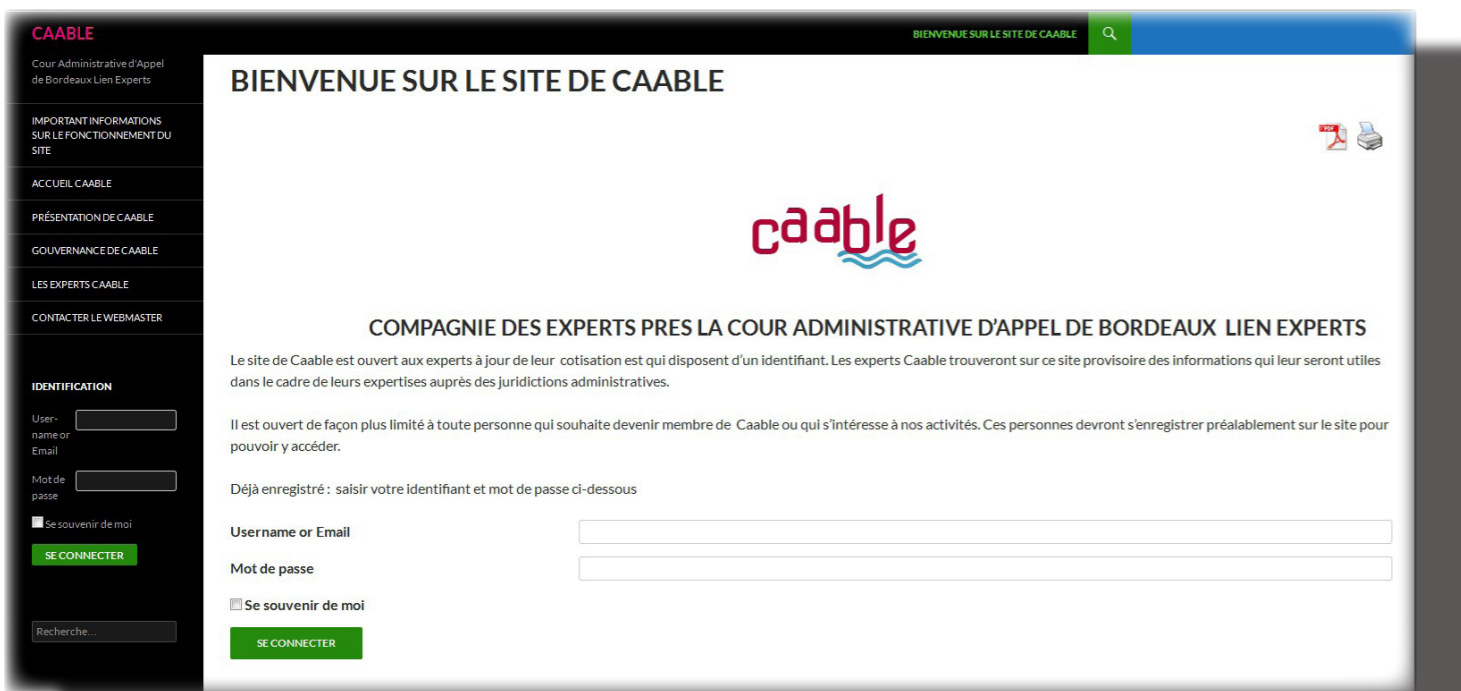 CAABLE
Cour Administrative d'Appel
de Bordeaux Lien Experts
IMPORTANT INFORMATIONS
SUR LE FONCTIONNEMENT DU
SITE
ACCUEIL CAABLE
PRÉSENTATION DE CAABLE
GOUVERNANCE DE CAABLE
LES EXPERTS CAABLE
CONTACTER LE WEBMASTER
IDENTIFICATION
User-
name or
Email
Mot de
passe
Se souvenir de moi
SE CONNECTER
Recherche...
BIENVENUE SUR LE SITE DE CAABLE
BIENVENUE SUR LE SITE DE CAABLE
PDF
caable
COMPAGNIE DES EXPERTS PRES LA COUR ADMINISTRATIVE D'APPEL DE BORDEAUX LIEN EXPERTS
Le site de Caable est ouvert aux experts à jour de leur cotisation est qui disposent d'un identifiant. Les experts Caable trouveront sur ce site provisoire des informations qui leur seront utiles
dans le cadre de leurs expertises auprès des juridictions administratives.
Il est ouvert de façon plus limité à toute personne qui souhaite devenir membre de Caable ou qui s'intéresse à nos activités. Ces personnes devront s'enregistrer préalablement sur le site pour
pouvoir y accéder.
Déjà enregistré : saisir votre identifiant et mot de passe ci-dessous
Username or Email
Mot de passe
Se souvenir de moi
SE CONNECTER